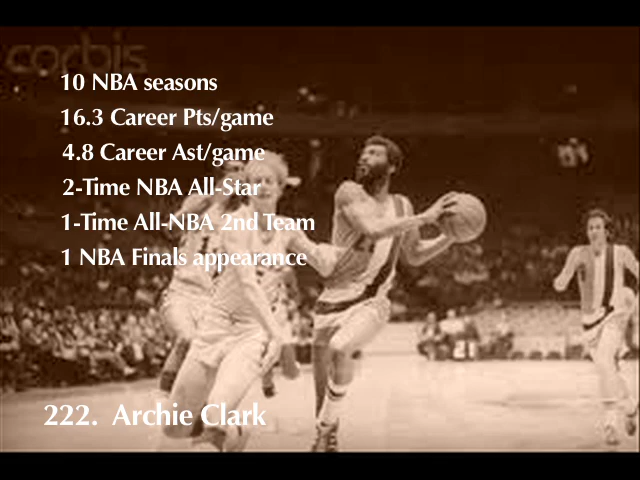 corbis
10 NBA seasons
16.3 Career Pts/game
4.8 Career Ast/game
2-Time NBA All-Star
1-Time All-NBA 2nd Team
1 NBA Finals appearance
222. Archie Clark